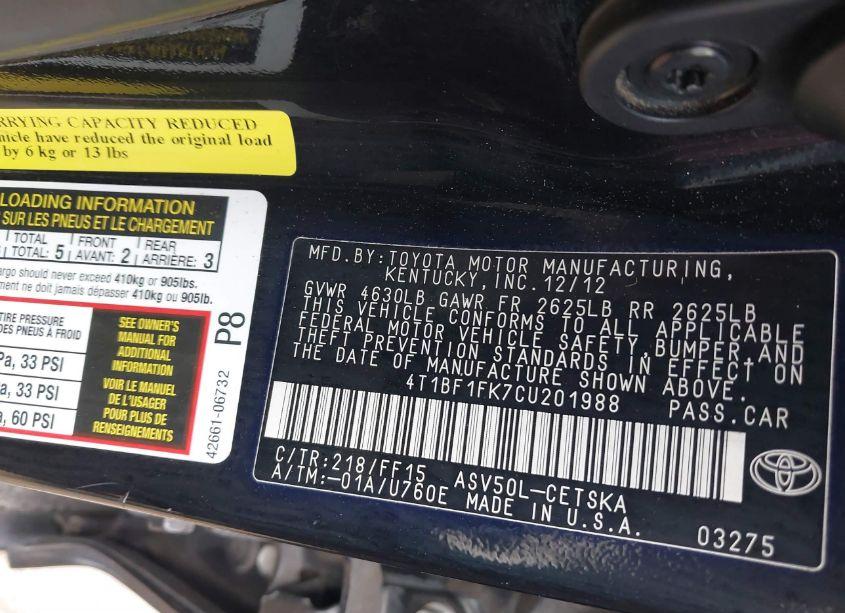 RRYING CAPACITY REDUCED
hicle have reduced the original load
by 6 kg or 13 lbs
LOADING INFORMATION
SUR LES PNEUS ET LE CHARGEMENT
TOTAL FRONT REAR
TOTAL: 5 AVANT: 2 ARRIÈRE: 3
argo should never exceed 410kg or 905lbs.
ment ne doit jamais dépasser 410kg ou 905lb.
TIRE PRESSURE
DES PNEUS À FROID
Pa, 33 PSI
a, 33 PSI
a, 60 PSI
SEE OWNER'S
MANUAL FOR
ADDITIONAL
INFORMATION
VOIR LE MANUEL
DE L'USAGER
POUR PLUS DE
RENSEIGNEMENTS
P8
42661-06732
MFD.BY:TOYOTA MOTOR MANUFACTURING,
KENTUCKY,INC.12/12
GVWR 4630LB GAWR FR 2625LB RR 2625LB
THIS VEHICLE CONFORMS TO ALL APPLICABLE
FEDERAL MOTOR VEHICLE SAFETY,BUMPER,AND
THEFT PREVENTION STANDARDS IN EFFECT ON
THE DATE OF MANUFACTURE SHOWN ABOVE.
4T1BF1FK7CU201988 PASS.CAR
C/TR:218/FF15 ASV50L-CETSKA
A/TM:-01A/U760E MADE IN U.S.A.
03275